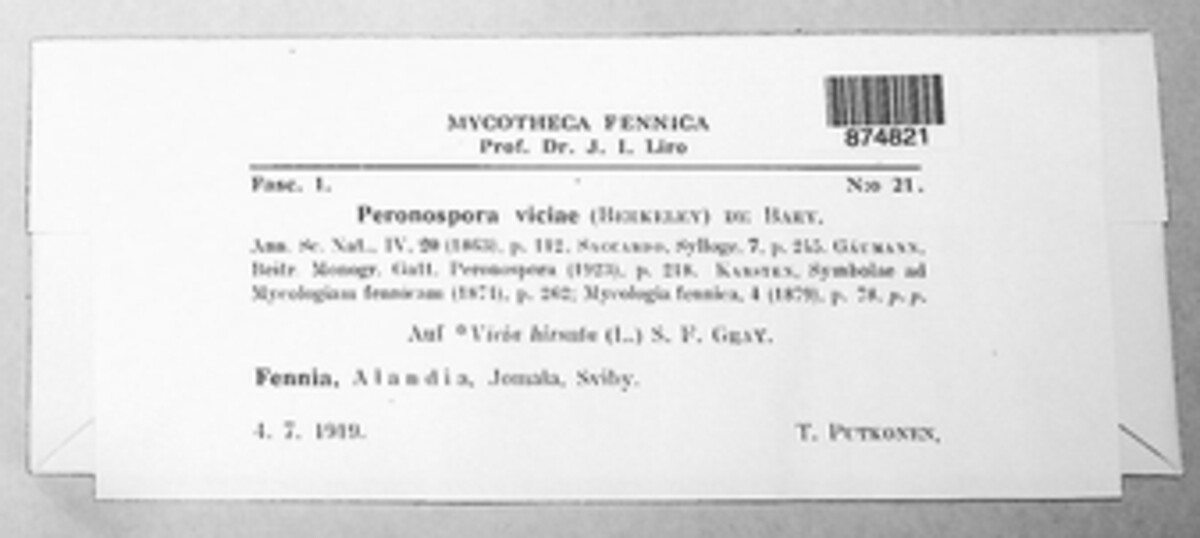 874821
MYCOTHECA FENNICA
Prof. Dr. J. I. Liro
Fasc. I. N:o 21.
Peronospora viciae (BERKELEY) DE BARY.
Ann. Sc. Nat., IV, 20 (1863), p. 112. SACCARDO, Sylloge, 7, p. 245. GÄUMANN,
Beitr. Monogr. Gatt. Peronospora (1923), p. 218. KARSTEN, Symbolae ad
Mycologiam fennicam (1871), p. 262; Mycologia fennica, 4 (1879), p. 78, p. p.
Auf *Vicia hirsuta (L.) S. F. GRAY.
Fennia, Alandia, Jomala, Sviby.
4. 7. 1919. T. PUTKONEN.